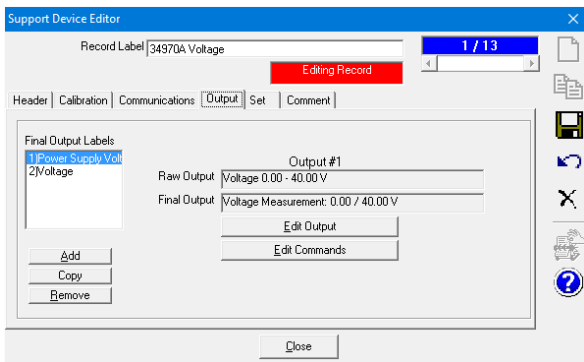 Support Device Editor
Record Label 34970A Voltage
1 / 13
Editing Record
Header Calibration Communications Output Set Comment
Final Output Labels
1)Power Supply Volt
2)Voltage
Output #1
Raw Output Voltage 0.00 - 40.00 V
Final Output Voltage Measurement: 0.00 / 40.00 V
Edit Output
Edit Commands
Add
Copy
Remove
Close